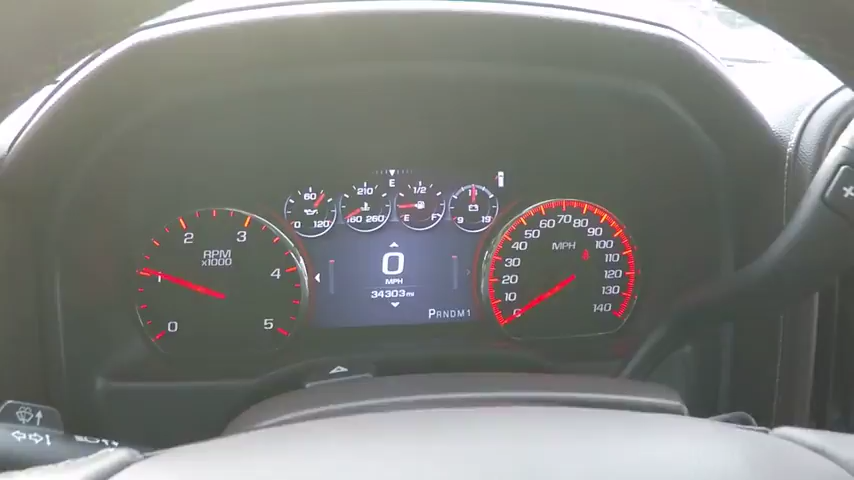 E
60
0 120
210
160 260
1/2
E F
9 19
2 3
RPM
x1000
1 4
0 5
0
MPH
34303 mi
PRNDM1
MPH
0 10 20 30 40 50 60 70 80 90 100 110 120 130 140
+
×